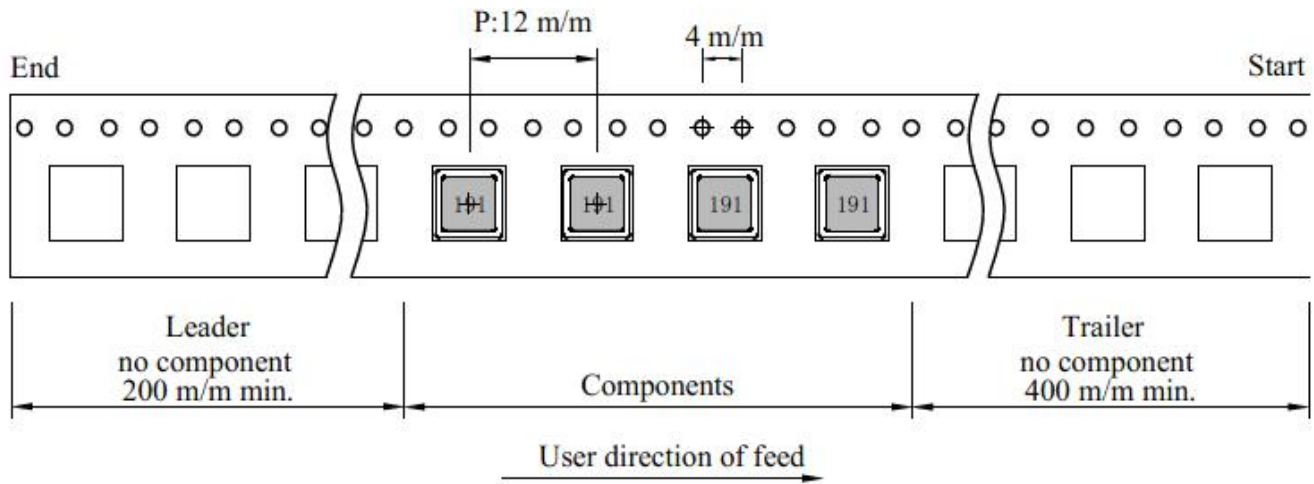 P:12 m/m
4 m/m
End
Start
191
191
191
191
Leader
no component
200 m/m min.
Components
Trailer
no component
400 m/m min.
User direction of feed